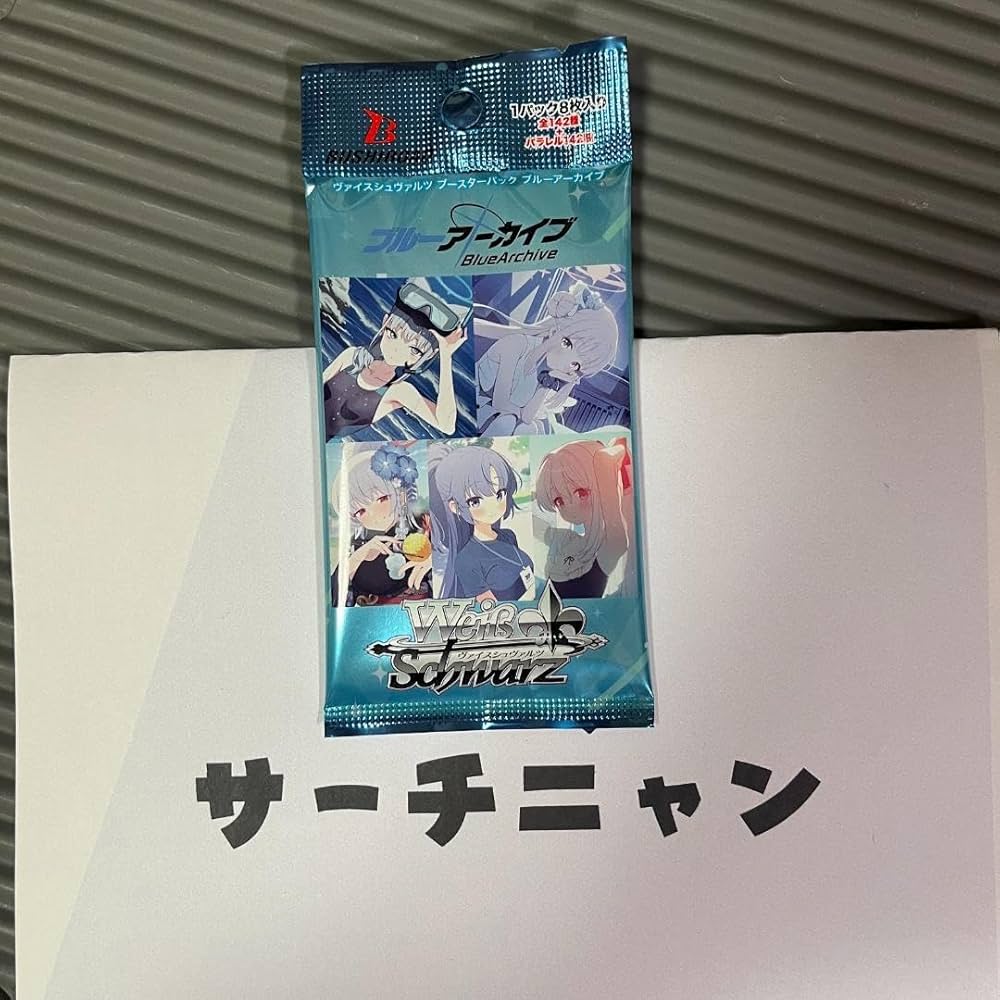 BUSHIROAD
1パック8枚入り
全142種
+
パラレル142種
ヴァイスシュヴァルツ ブースターパック ブルーアーカイブ
ブルーアーカイブ
BlueArchive
Weiß
ヴァイスシュヴァルツ
Schwarz
サーチニャン